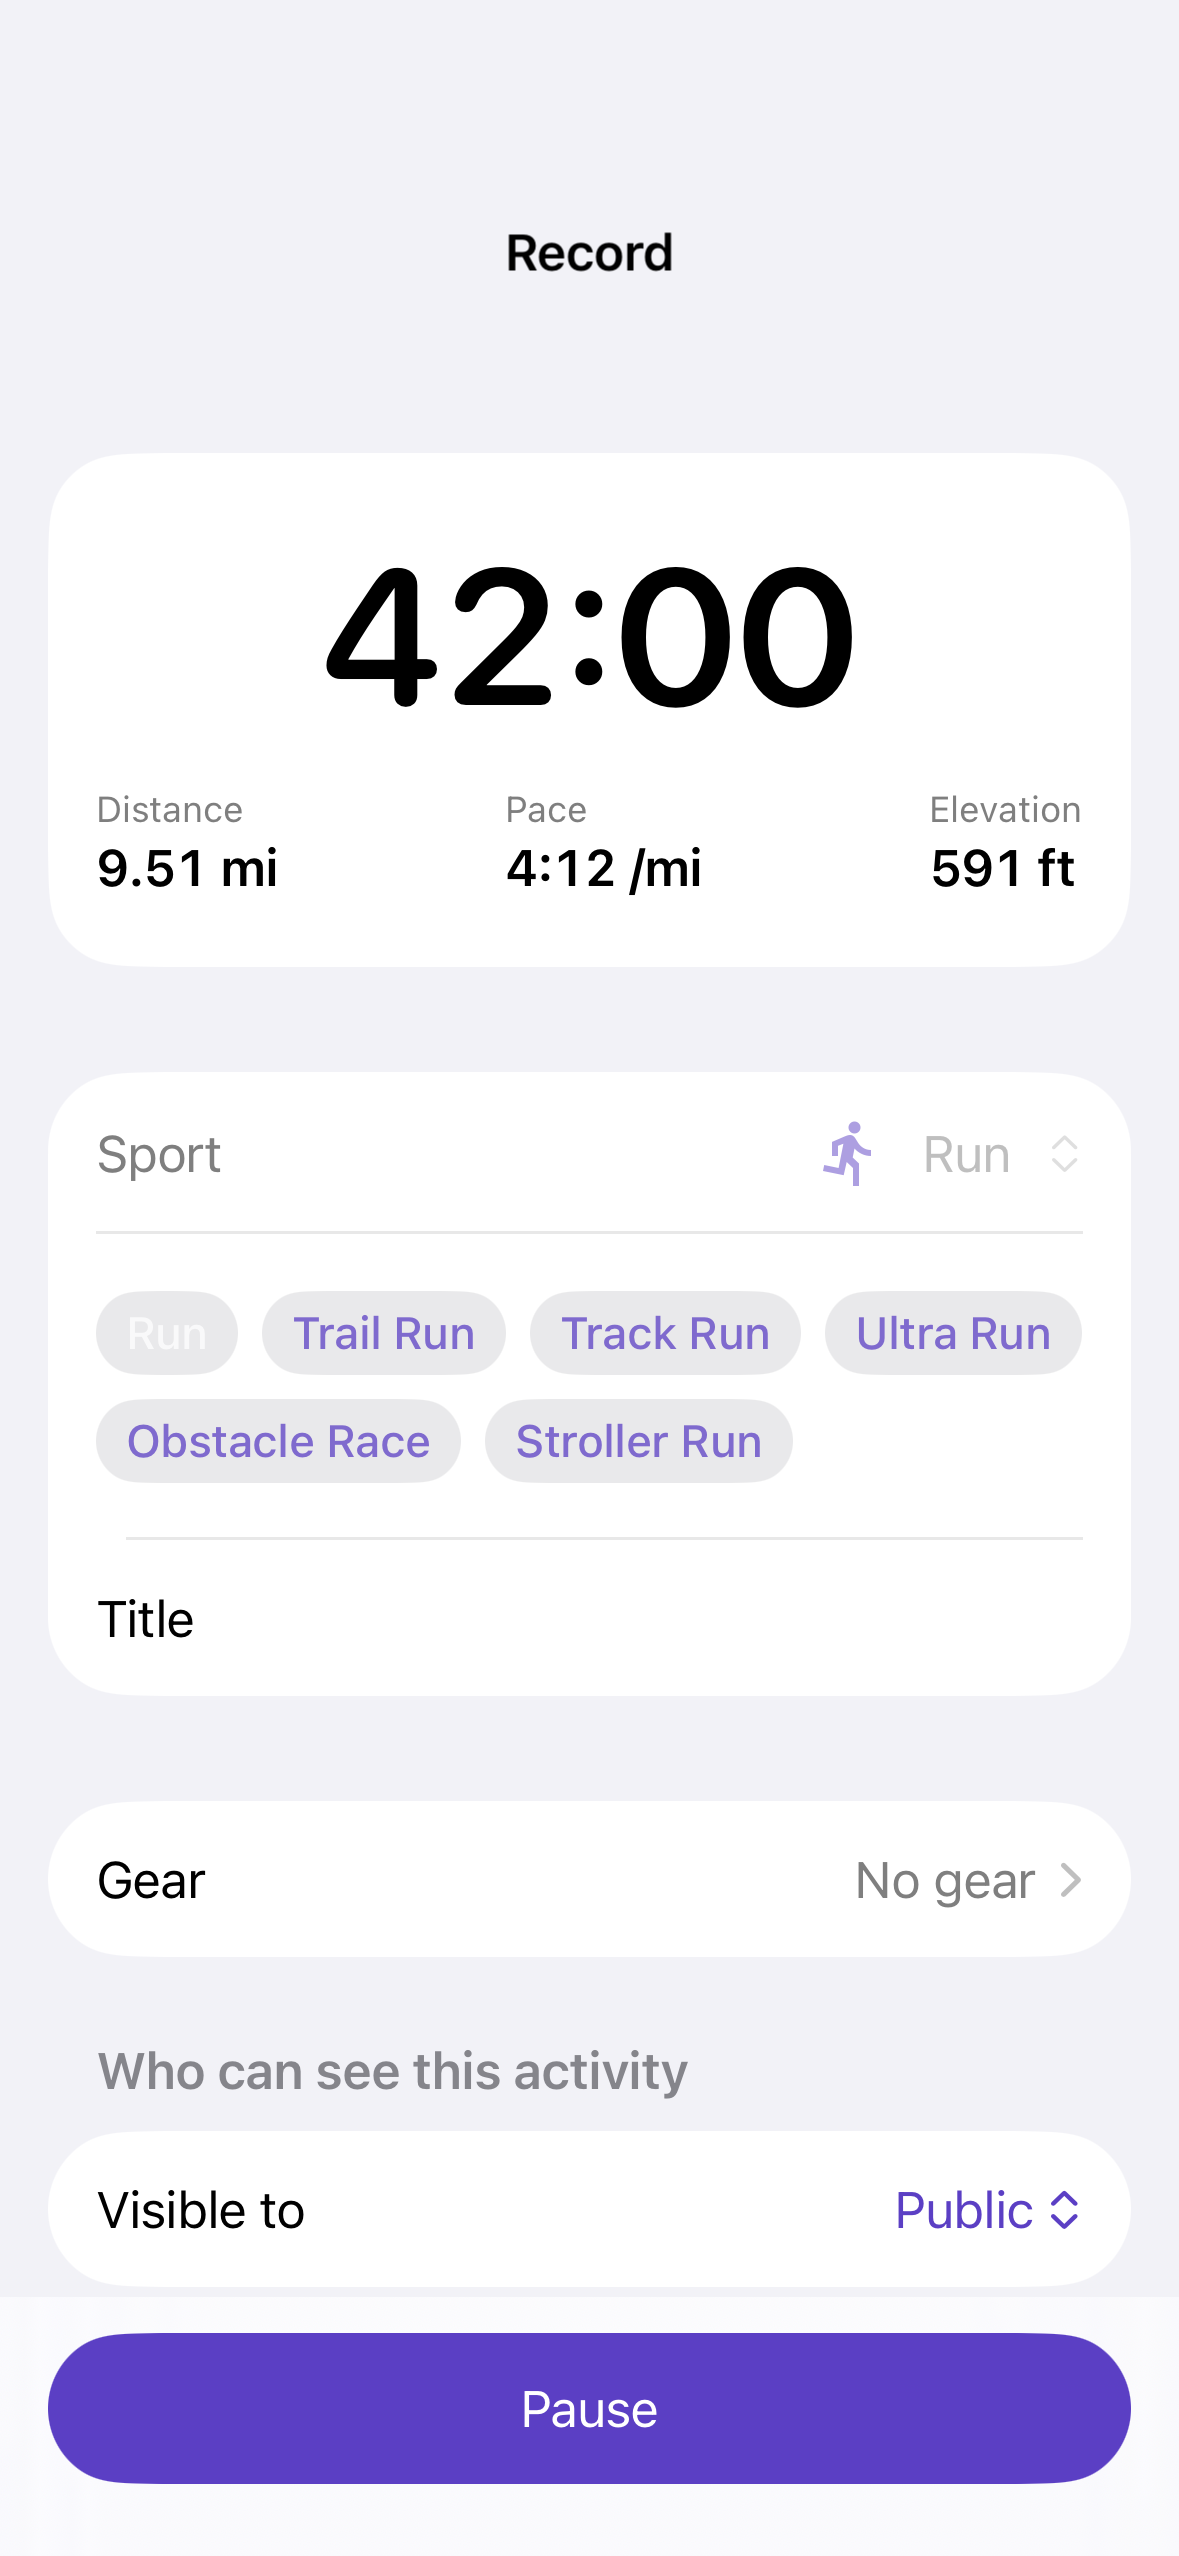 Record
42:00
Distance Pace Elevation
9.51 mi 4:12 /mi 591 ft
Sport Run
Run Trail Run Track Run Ultra Run
Obstacle Race Stroller Run
Title
Gear No gear
Who can see this activity
Visible to Public
Pause